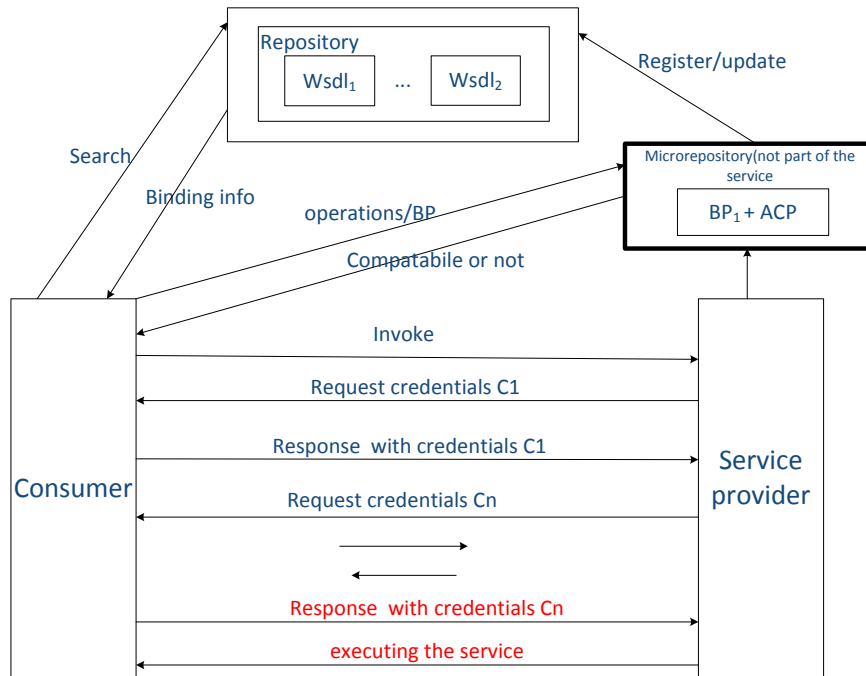 Repository
Wsdl₁ ... Wsdl₂
Register/update
Search
Binding info
Microrepository(not part of the
service
BP₁ + ACP
operations/BP
Compatabile or not
Invoke
Request credentials C1
Response with credentials C1
Consumer
Service
provider
Request credentials Cn
Response with credentials Cn
executing the service